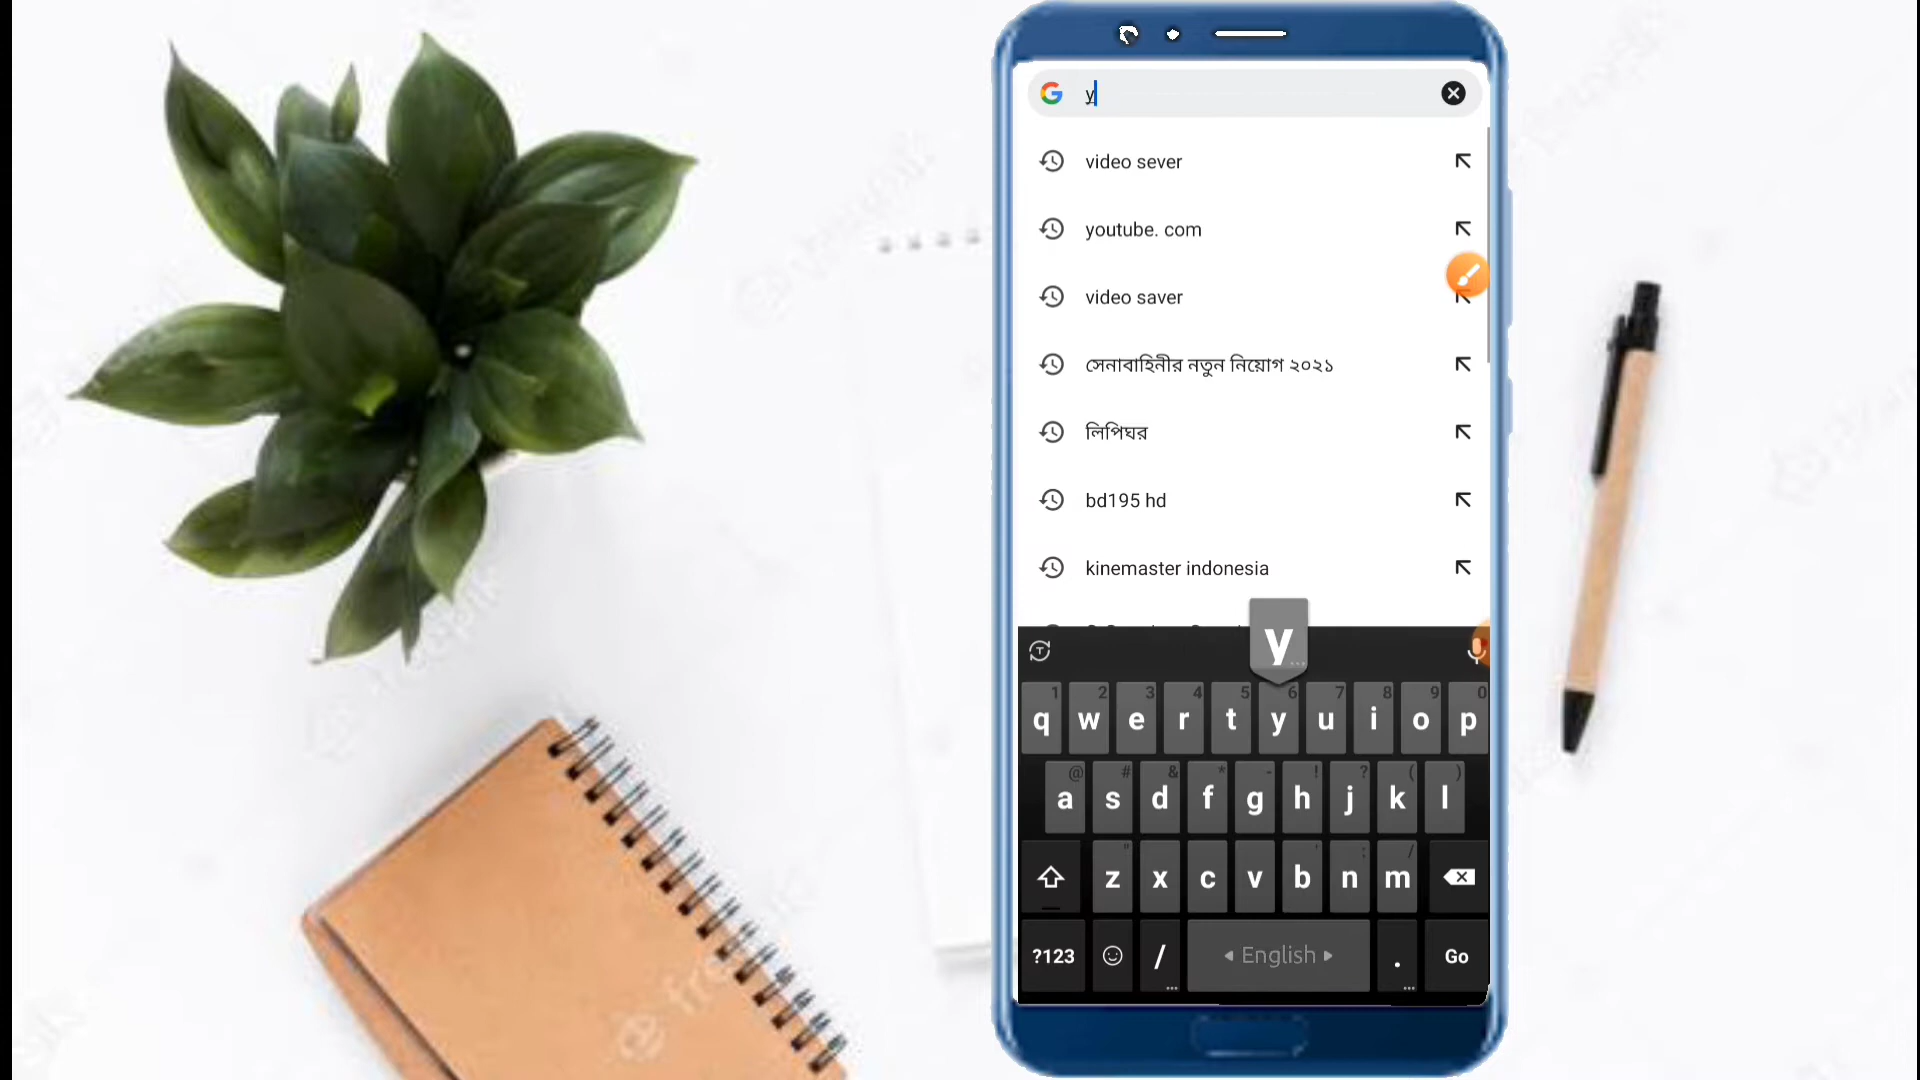 y
video sever
youtube. com
video saver
সেনাবাহিনীর নতুন নিয়োগ ২০২১
লিপিঘর
bd195 hd
kinemaster indonesia
y
1 2 3 4 5 6 7 8 9 0
q w e r t y u i o p
@ # & * - ! ? ( )
a s d f g h j k l
" ' : /
z x c v b n m
?123 / English . Go